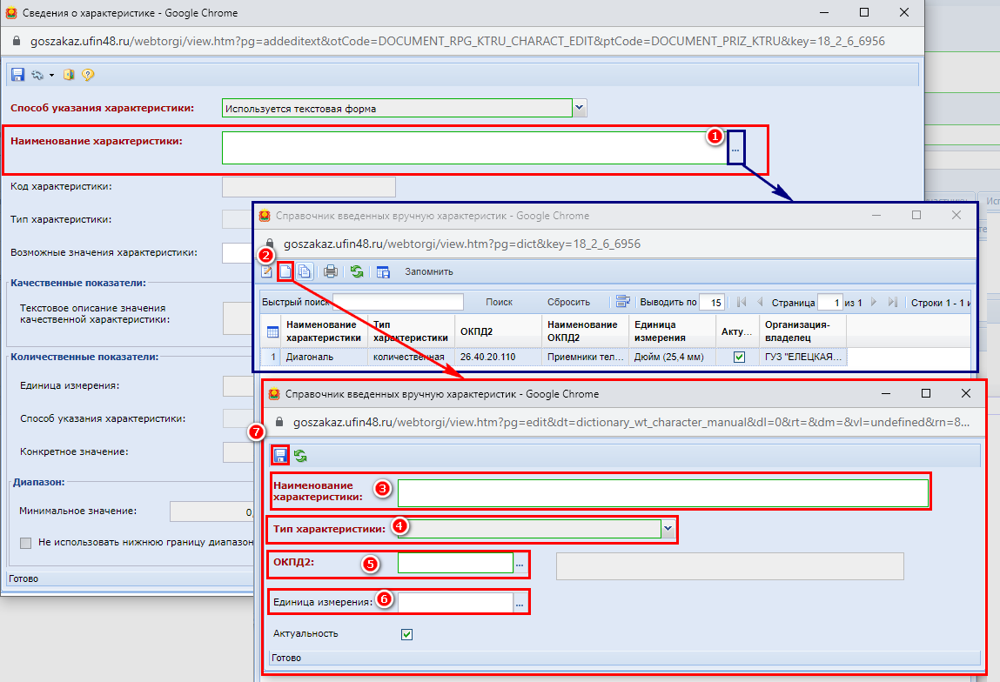 Сведения о характеристике - Google Chrome
goszakaz.ufin48.ru/webtorgi/view.htm?pg=addeditext&otCode=DOCUMENT_RPG_KTRU_CHARACT_EDIT&ptCode=DOCUMENT_PRIZ_KTRU&key=18_2_6_6956
Способ указания характеристики: Используется текстовая форма
Наименование характеристики: 1 ...
Код характеристики:
Тип характеристики:
Возможные значения характеристики:
Качественные показатели:
Текстовое описание значения
качественной характеристики:
Количественные показатели:
Единица измерения:
Способ указания характеристики:
Конкретное значение:
Диапазон:
Минимальное значение: 0,
Не использовать нижнюю границу диапазон
Готово
Справочник введенных вручную характеристик - Google Chrome
goszakaz.ufin48.ru/webtorgi/view.htm?pg=dict&key=18_2_6_6956
2
Запомнить
Быстрый поиск Поиск Сбросить Выводить по 15 Страница 1 из 1 Строки 1 - 1 и
Наименование характеристики Тип характеристики ОКПД2 Наименование ОКПД2 Единица измерения Акту... Организация-владелец
1 Диагональ количественная 26.40.20.110 Приемники тел... Дюйм (25,4 мм) ГУЗ "ЕЛЕЦКАЯ...
Справочник введенных вручную характеристик - Google Chrome
goszakaz.ufin48.ru/webtorgi/view.htm?pg=edit&dt=dictionary_wt_character_manual&dl=0&rt=&dm=&vl=undefined&rn=8...
7
Наименование
характеристики: 3
Тип характеристики: 4
ОКПД2: 5 ...
Единица измерения: 6 ...
Актуальность
Готово